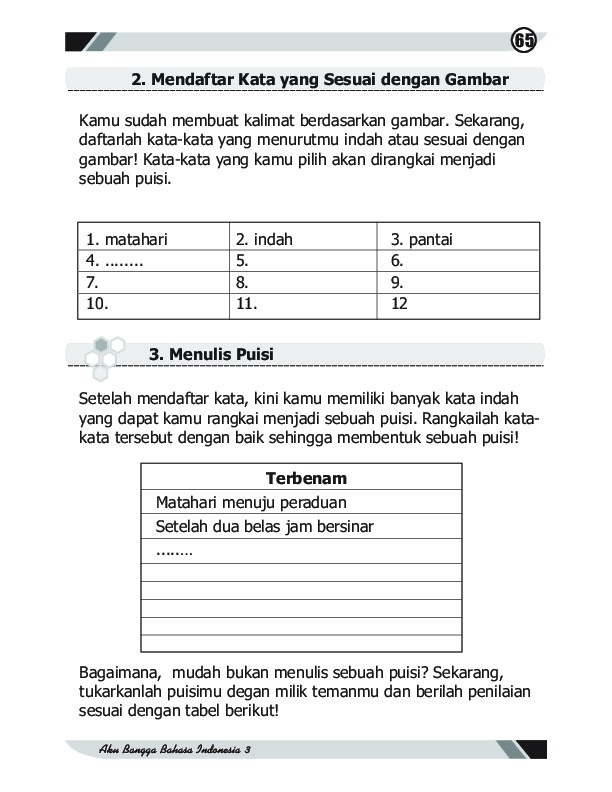 65
2. Mendaftar Kata yang Sesuai dengan Gambar
Kamu sudah membuat kalimat berdasarkan gambar. Sekarang,
daftarlah kata-kata yang menurutmu indah atau sesuai dengan
gambar! Kata-kata yang kamu pilih akan dirangkai menjadi
sebuah puisi.
1. matahari 2. indah 3. pantai
4. ........ 5. 6.
7. 8. 9.
10. 11. 12
3. Menulis Puisi
Setelah mendaftar kata, kini kamu memiliki banyak kata indah
yang dapat kamu rangkai menjadi sebuah puisi. Rangkailah kata-
kata tersebut dengan baik sehingga membentuk sebuah puisi!
Terbenam
Matahari menuju peraduan
Setelah dua belas jam bersinar
........
Bagaimana, mudah bukan menulis sebuah puisi? Sekarang,
tukarkanlah puisimu degan milik temanmu dan berilah penilaian
sesuai dengan tabel berikut!
Aku Bangga Bahasa Indonesia 3